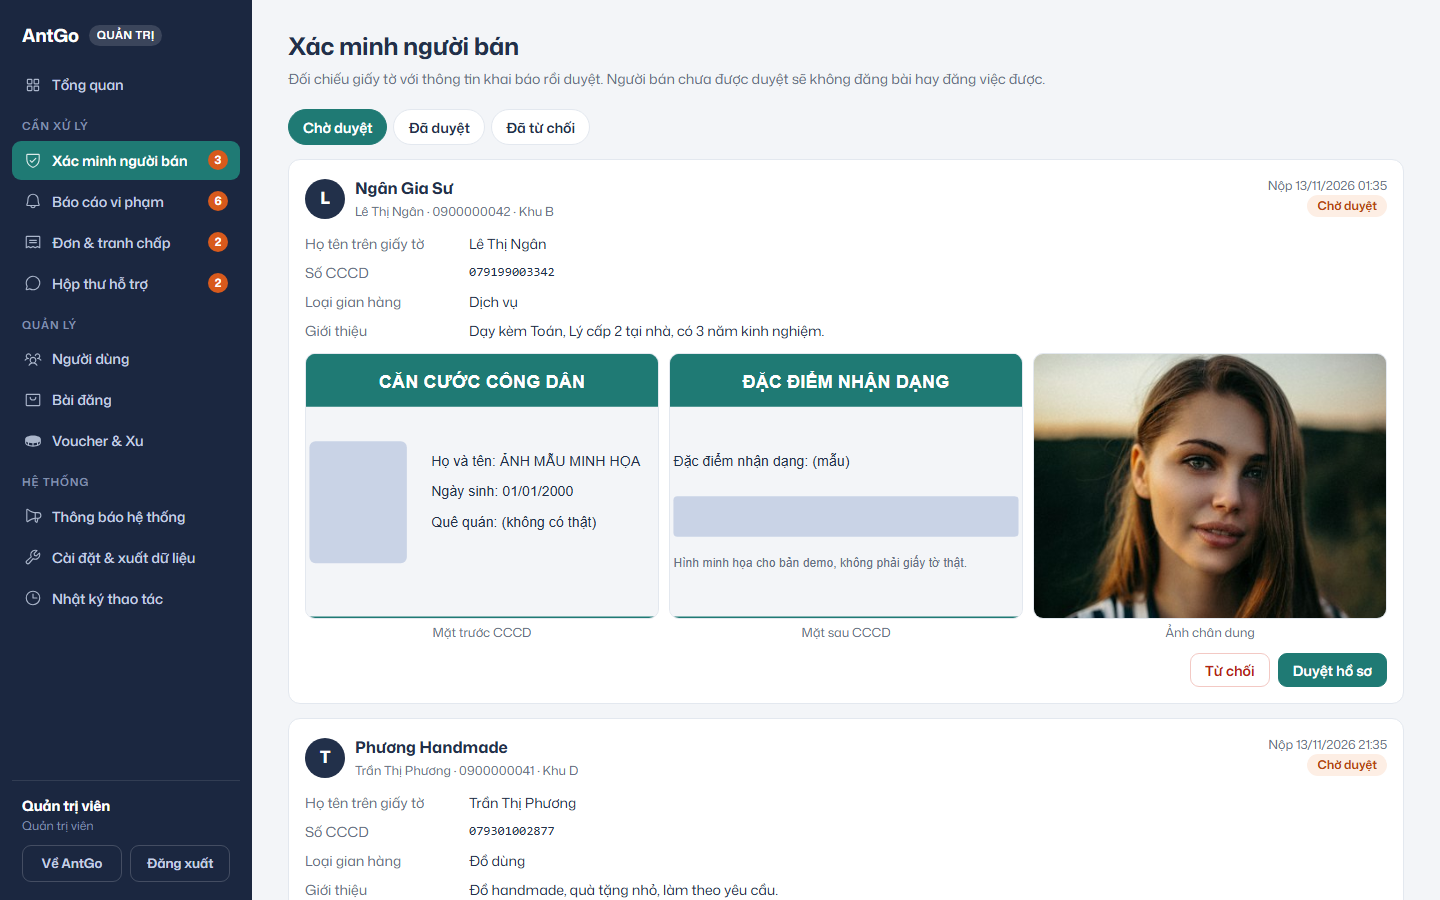 AntGo QUẢN TRỊ
Tổng quan
CẦN XỬ LÝ
Xác minh người bán 3
Báo cáo vi phạm 6
Đơn & tranh chấp 2
Hộp thư hỗ trợ 2
QUẢN LÝ
Người dùng
Bài đăng
Voucher & Xu
HỆ THỐNG
Thông báo hệ thống
Cài đặt & xuất dữ liệu
Nhật ký thao tác
Quản trị viên
Quản trị viên
Về AntGo Đăng xuất
Xác minh người bán
Đối chiếu giấy tờ với thông tin khai báo rồi duyệt. Người bán chưa được duyệt sẽ không đăng bài hay đăng việc được.
Chờ duyệt Đã duyệt Đã từ chối
L Ngân Gia Sư Nộp 13/11/2026 01:35
Lê Thị Ngân · 0900000042 · Khu B Chờ duyệt
Họ tên trên giấy tờ Lê Thị Ngân
Số CCCD 079199003342
Loại gian hàng Dịch vụ
Giới thiệu Dạy kèm Toán, Lý cấp 2 tại nhà, có 3 năm kinh nghiệm.
CĂN CƯỚC CÔNG DÂN
Họ và tên: ẢNH MẪU MINH HỌA
Ngày sinh: 01/01/2000
Quê quán: (không có thật)
Mặt trước CCCD
ĐẶC ĐIỂM NHẬN DẠNG
Đặc điểm nhận dạng: (mẫu)
Hình minh họa cho bản demo, không phải giấy tờ thật.
Mặt sau CCCD
Ảnh chân dung
Từ chối Duyệt hồ sơ
T Phương Handmade Nộp 13/11/2026 21:35
Trần Thị Phương · 0900000041 · Khu D Chờ duyệt
Họ tên trên giấy tờ Trần Thị Phương
Số CCCD 079301002877
Loại gian hàng Đồ dùng
Giới thiệu Đồ handmade, quà tặng nhỏ, làm theo yêu cầu.